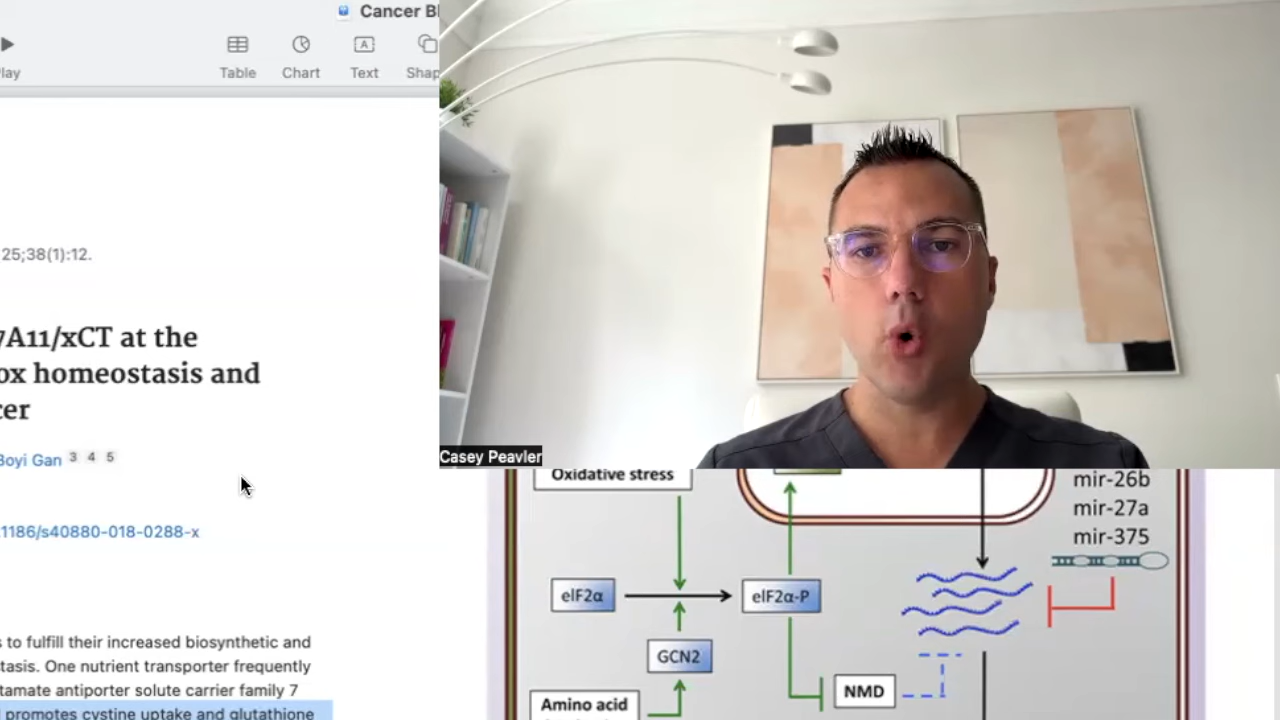 Cancer Bl
lay
Table
Chart
Text
Shap
25;38(1):12.
7A11/xCT at the
ox homeostasis and
cer
Boyi Gan 3 4 5
1186/s40880-018-0288-x
s to fulfill their increased biosynthetic and
tasis. One nutrient transporter frequently
tamate antiporter solute carrier family 7
promotes cystine uptake and glutathione
Casey Peavler
Oxidative stress
mir-26b
mir-27a
mir-375
eIF2α
eIF2α-P
GCN2
NMD
Amino acid